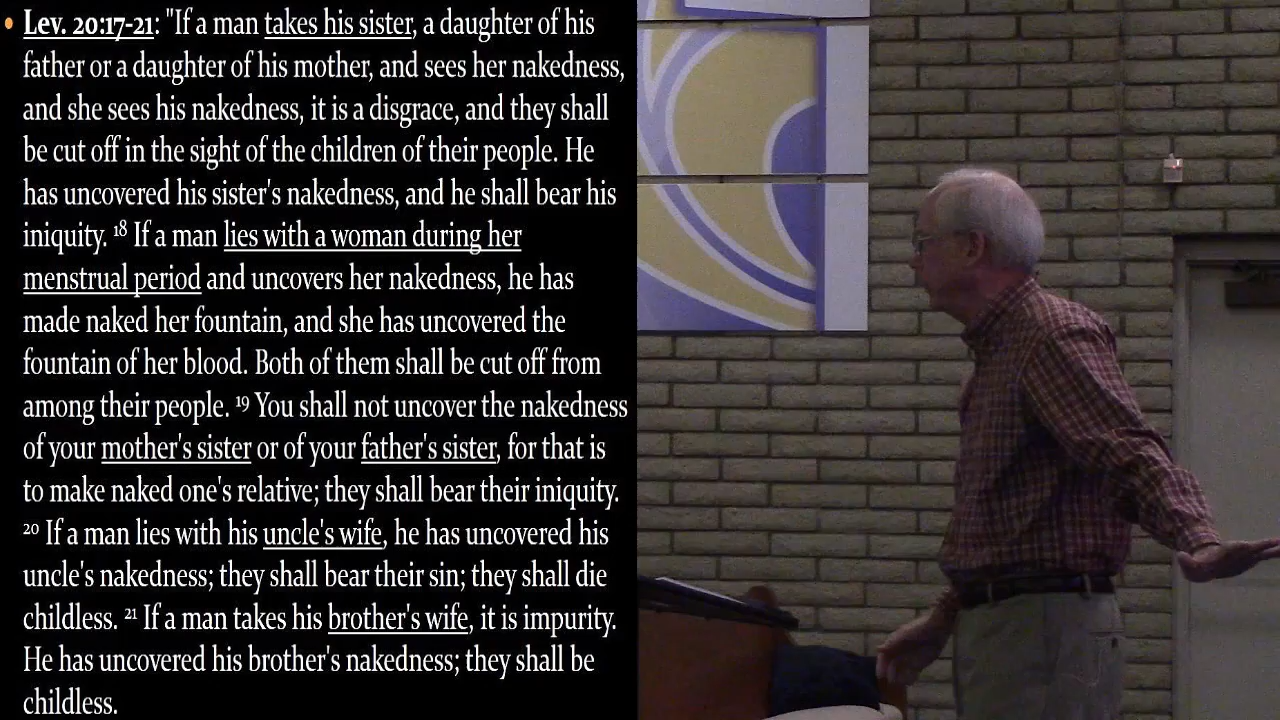 • Lev. 20:17-21: "If a man takes his sister, a daughter of his
father or a daughter of his mother, and sees her nakedness,
and she sees his nakedness, it is a disgrace, and they shall
be cut off in the sight of the children of their people. He
has uncovered his sister's nakedness, and he shall bear his
iniquity. 18 If a man lies with a woman during her
menstrual period and uncovers her nakedness, he has
made naked her fountain, and she has uncovered the
fountain of her blood. Both of them shall be cut off from
among their people. 19 You shall not uncover the nakedness
of your mother's sister or of your father's sister, for that is
to make naked one's relative; they shall bear their iniquity.
20 If a man lies with his uncle's wife, he has uncovered his
uncle's nakedness; they shall bear their sin; they shall die
childless. 21 If a man takes his brother's wife, it is impurity.
He has uncovered his brother's nakedness; they shall be
childless.